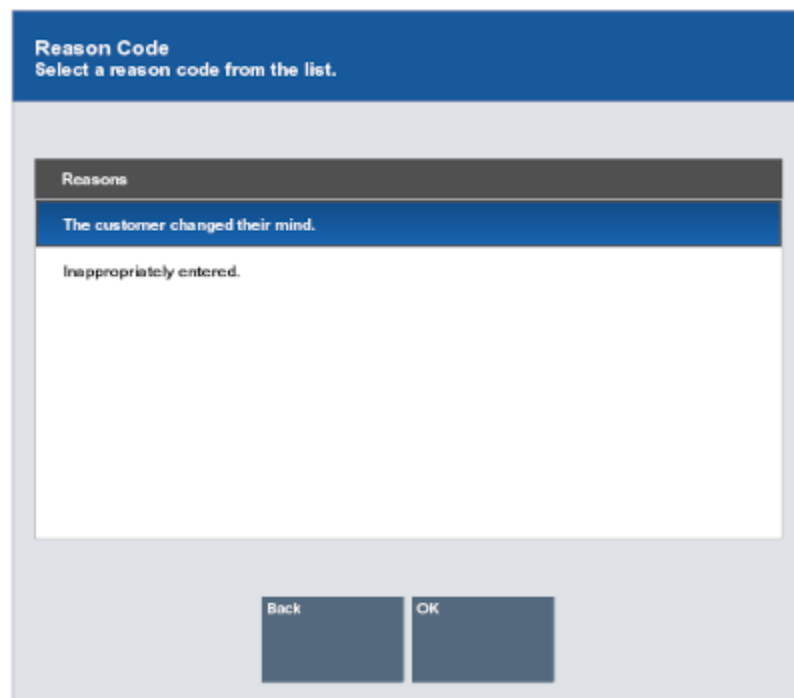 Reason Code
Select a reason code from the list.
Reasons
The customer changed their mind.
Inappropriately entered.
Back
OK